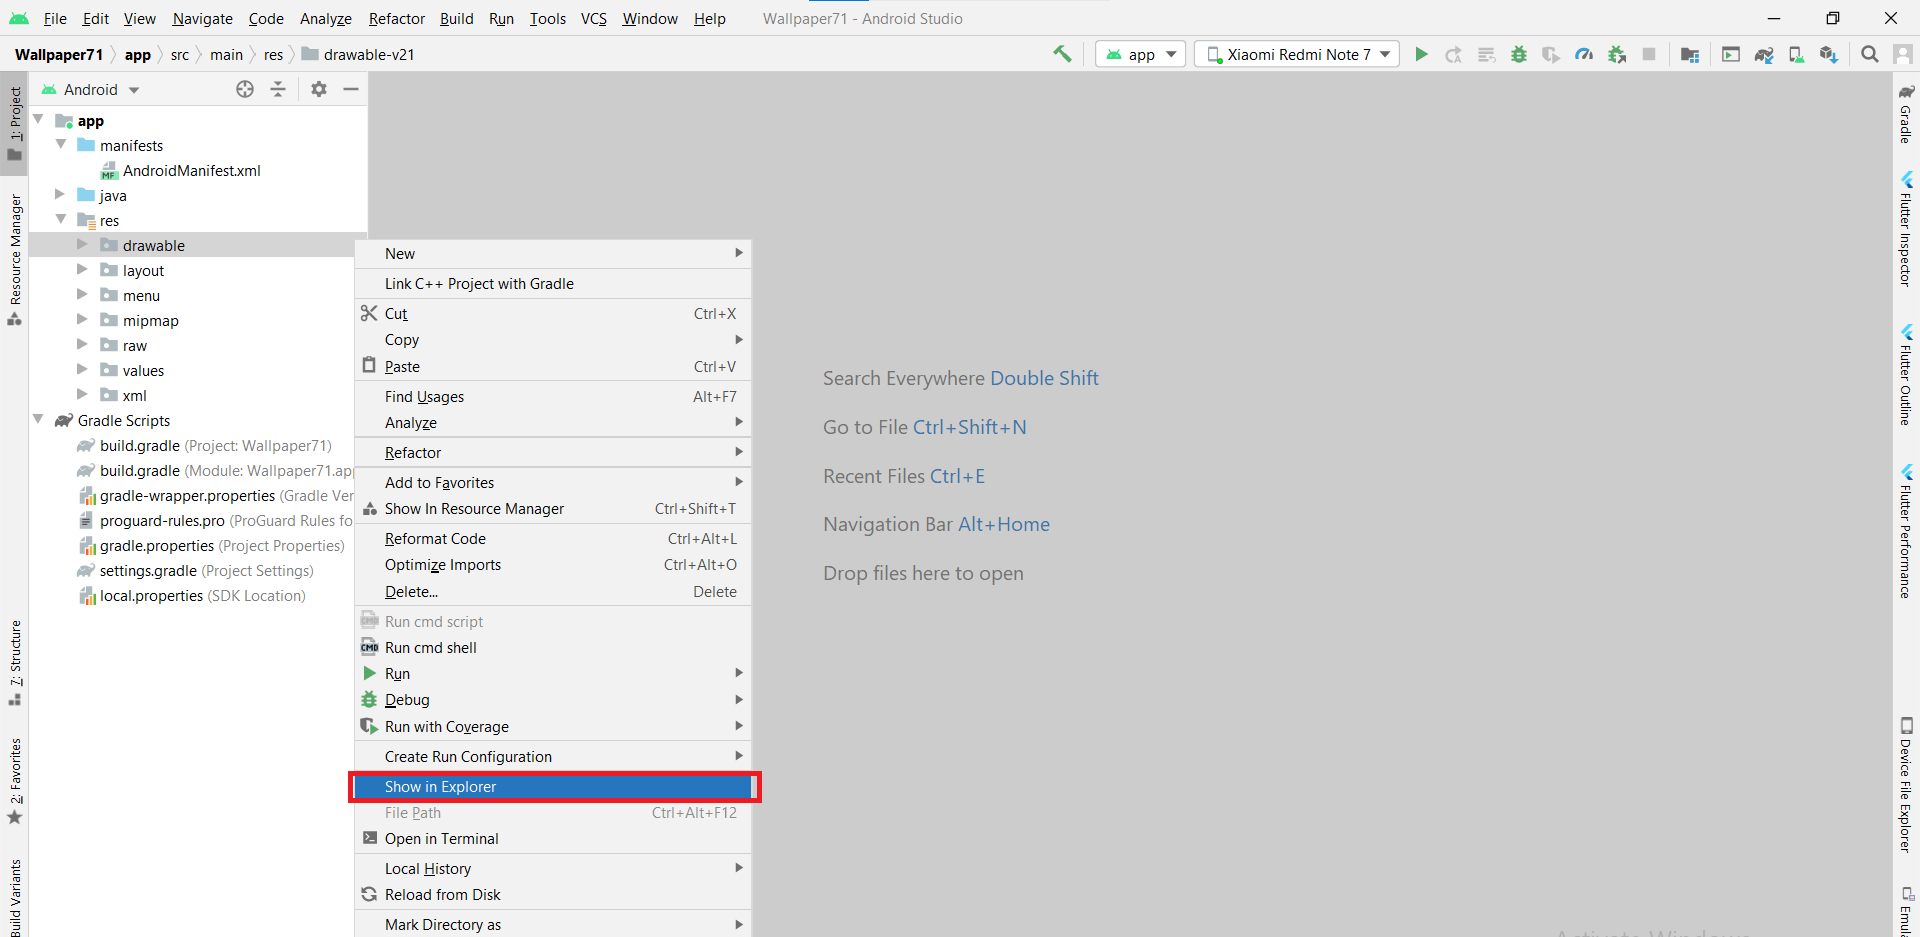 File Edit View Navigate Code Analyze Refactor Build Run Tools VCS Window Help Wallpaper71 - Android Studio
Wallpaper71 app src main res drawable-v21 app Xiaomi Redmi Note 7
Android
1: Project
Resource Manager
7: Structure
2: Favorites
Build Variants
app
manifests
MF AndroidManifest.xml
java
res
drawable
layout
menu
mipmap
raw
values
xml
Gradle Scripts
build.gradle (Project: Wallpaper71)
build.gradle (Module: Wallpaper71.app
gradle-wrapper.properties (Gradle Ver
proguard-rules.pro (ProGuard Rules fo
gradle.properties (Project Properties)
settings.gradle (Project Settings)
local.properties (SDK Location)
New
Link C++ Project with Gradle
Cut Ctrl+X
Copy
Paste Ctrl+V
Find Usages Alt+F7
Analyze
Refactor
Add to Favorites
Show In Resource Manager Ctrl+Shift+T
Reformat Code Ctrl+Alt+L
Optimize Imports Ctrl+Alt+O
Delete... Delete
CMD Run cmd script
CMD Run cmd shell
Run
Debug
Run with Coverage
Create Run Configuration
Show in Explorer
File Path Ctrl+Alt+F12
Open in Terminal
Local History
Reload from Disk
Mark Directory as
Search Everywhere Double Shift
Go to File Ctrl+Shift+N
Recent Files Ctrl+E
Navigation Bar Alt+Home
Drop files here to open
Gradle
Flutter Inspector
Flutter Outline
Flutter Performance
Device File Explorer
Emula
Activate Windows